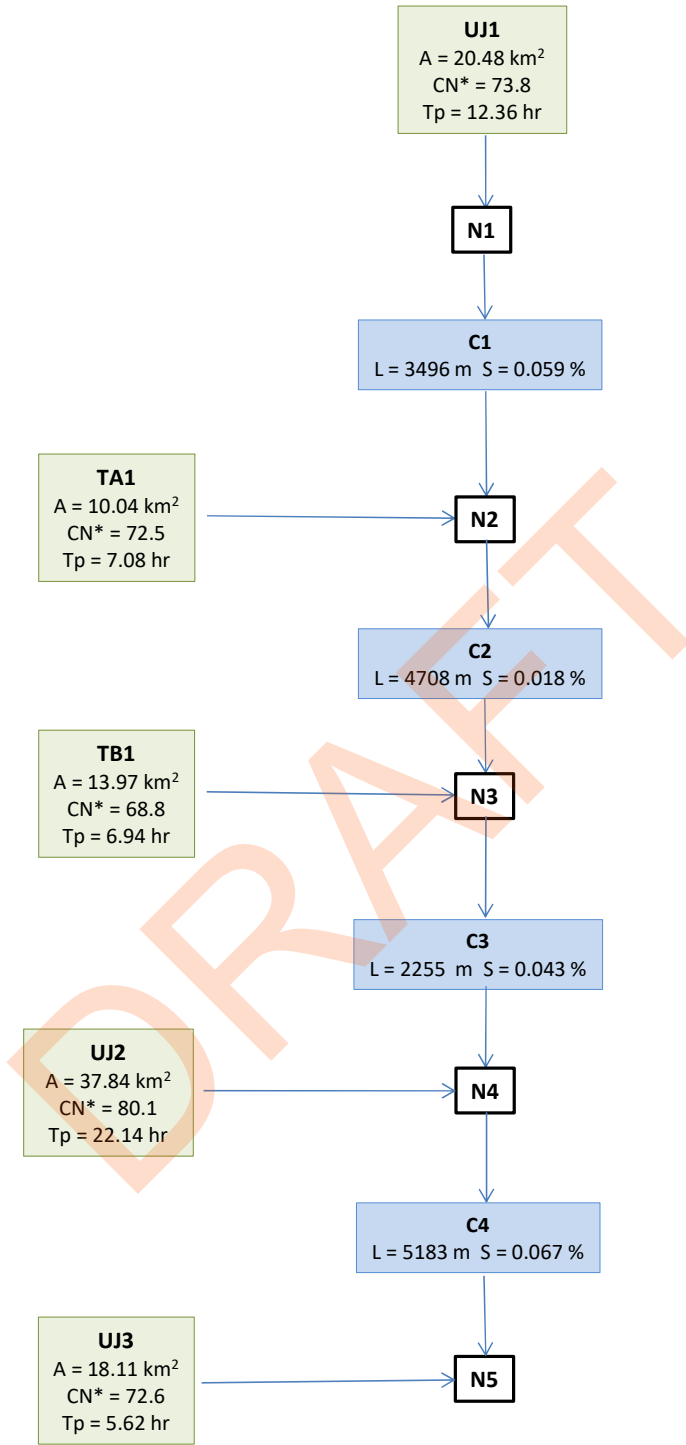 UJ1
A = 20.48 km²
CN* = 73.8
Tp = 12.36 hr
N1
C1
L = 3496 m  S = 0.059 %
TA1
A = 10.04 km²
CN* = 72.5
Tp = 7.08 hr
N2
C2
L = 4708 m  S = 0.018 %
TB1
A = 13.97 km²
CN* = 68.8
Tp = 6.94 hr
N3
C3
L = 2255  m  S = 0.043 %
UJ2
A = 37.84 km²
CN* = 80.1
Tp = 22.14 hr
N4
C4
L = 5183 m  S = 0.067 %
UJ3
A = 18.11 km²
CN* = 72.6
Tp = 5.62 hr
N5
DRAFT